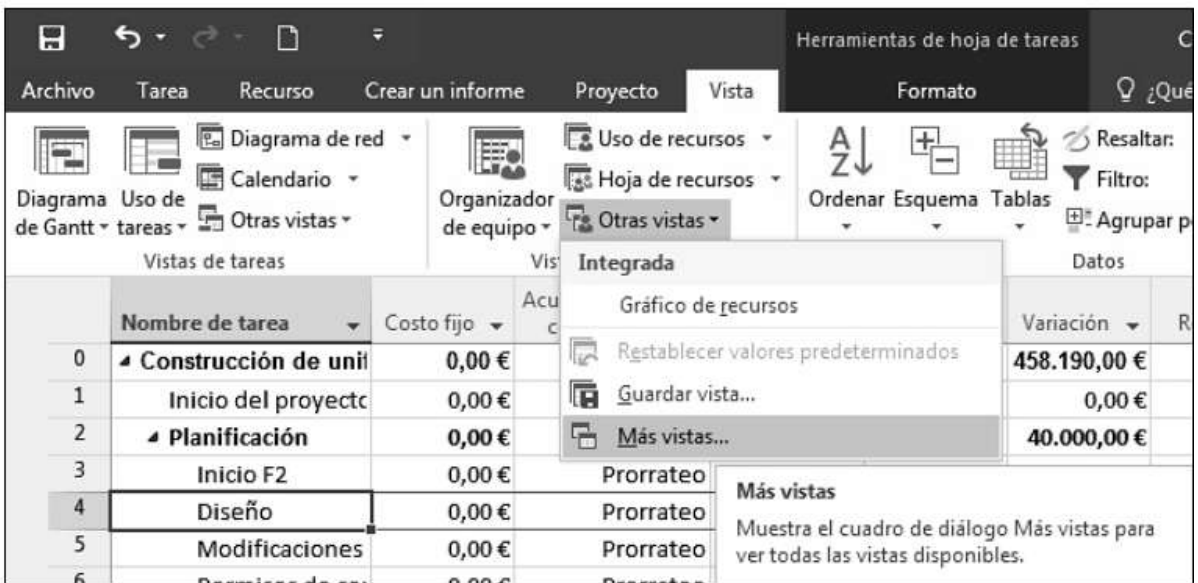 Herramientas de hoja de tareas
Archivo Tarea Recurso Crear un informe Proyecto Vista Formato ¿Qué
Diagrama de Gantt
Uso de tareas
Diagrama de red
Calendario
Otras vistas
Vistas de tareas
Organizador de equipo
Uso de recursos
Hoja de recursos
Otras vistas
Ordenar
Esquema
Tablas
Resaltar:
Filtro:
Agrupar
Datos
Integrada
Gráfico de recursos
Restablecer valores predeterminados
Guardar vista...
Más vistas...
Más vistas
Muestra el cuadro de diálogo Más vistas para
ver todas las vistas disponibles.
Nombre de tarea Costo fijo Variación
0 Construcción de 0,00 € 458.190,00 €
1 Inicio del 0,00 € 0,00 €
2 Planificación 0,00 € 40.000,00 €
3 Inicio F2 0,00 € Prorrateo
4 Diseño 0,00 € Prorrateo
5 Modificaciones 0,00 € Prorrateo
6